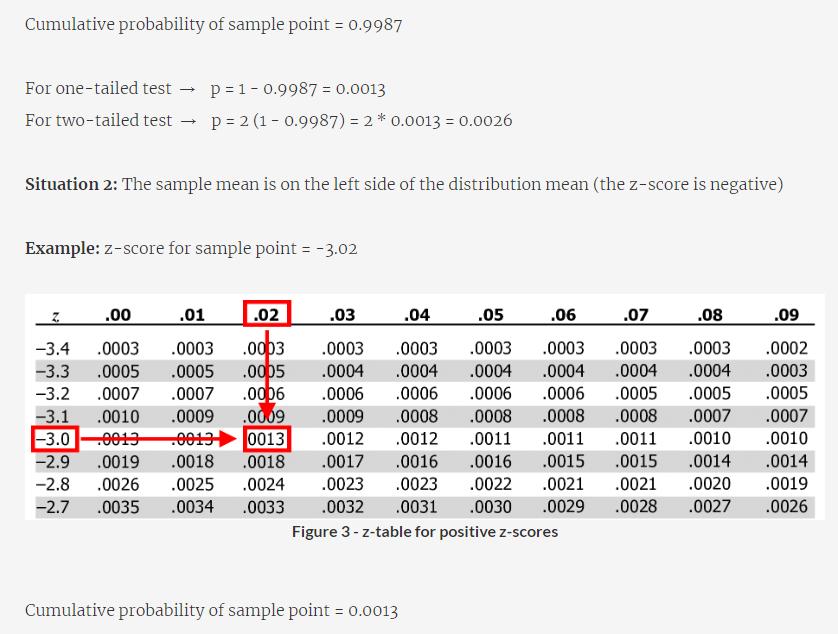 Cumulative probability of sample point = 0.9987
For one-tailed test → p = 1 - 0.9987 = 0.0013
For two-tailed test → p = 2 (1 - 0.9987) = 2 * 0.0013 = 0.0026
Situation 2: The sample mean is on the left side of the distribution mean (the z-score is negative)
Example: z-score for sample point = -3.02
z .00 .01 .02 .03 .04 .05 .06 .07 .08 .09
−3.4 .0003 .0003 .0003 .0003 .0003 .0003 .0003 .0003 .0003 .0002
−3.3 .0005 .0005 .0005 .0004 .0004 .0004 .0004 .0004 .0004 .0003
−3.2 .0007 .0007 .0006 .0006 .0006 .0006 .0006 .0005 .0005 .0005
−3.1 .0010 .0009 .0009 .0009 .0008 .0008 .0008 .0008 .0007 .0007
−3.0 .0013 .0013 .0013 .0012 .0012 .0011 .0011 .0011 .0010 .0010
−2.9 .0019 .0018 .0018 .0017 .0016 .0016 .0015 .0015 .0014 .0014
−2.8 .0026 .0025 .0024 .0023 .0023 .0022 .0021 .0021 .0020 .0019
−2.7 .0035 .0034 .0033 .0032 .0031 .0030 .0029 .0028 .0027 .0026
Figure 3 - z-table for positive z-scores
Cumulative probability of sample point = 0.0013